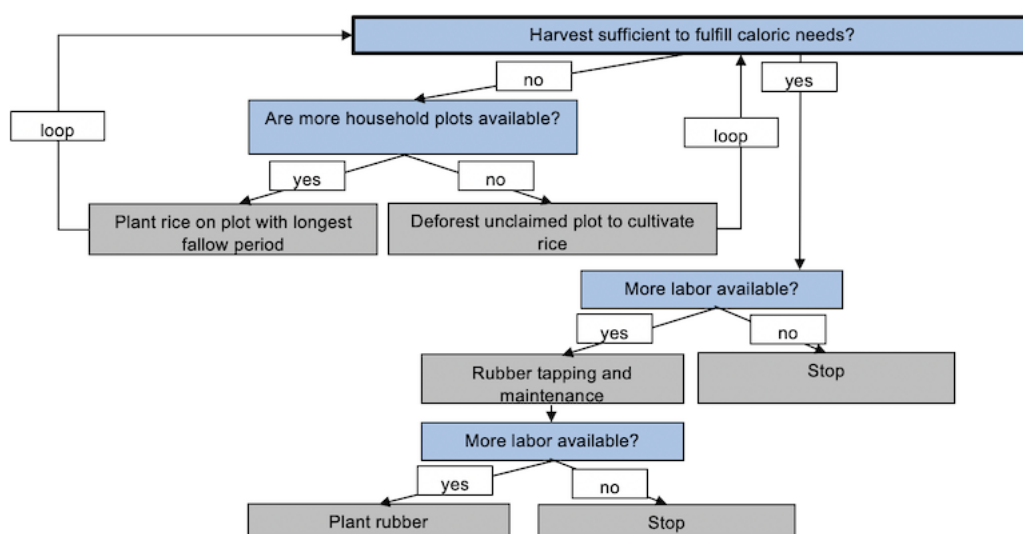 Harvest sufficient to fulfill caloric needs?
no
yes
Are more household plots available?
loop
loop
yes
no
Plant rice on plot with longest
fallow period
Deforest unclaimed plot to cultivate
rice
More labor available?
yes
no
Rubber tapping and
maintenance
Stop
More labor available?
yes
no
Plant rubber
Stop